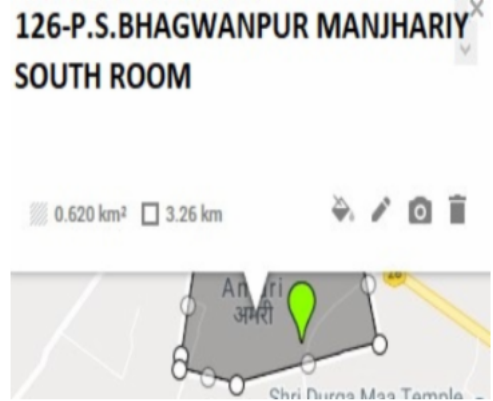 126-P.S.BHAGWANPUR MANJHARIY
SOUTH ROOM
0.620 km² 3.26 km
अमरी
Shri Durga Maa Temple